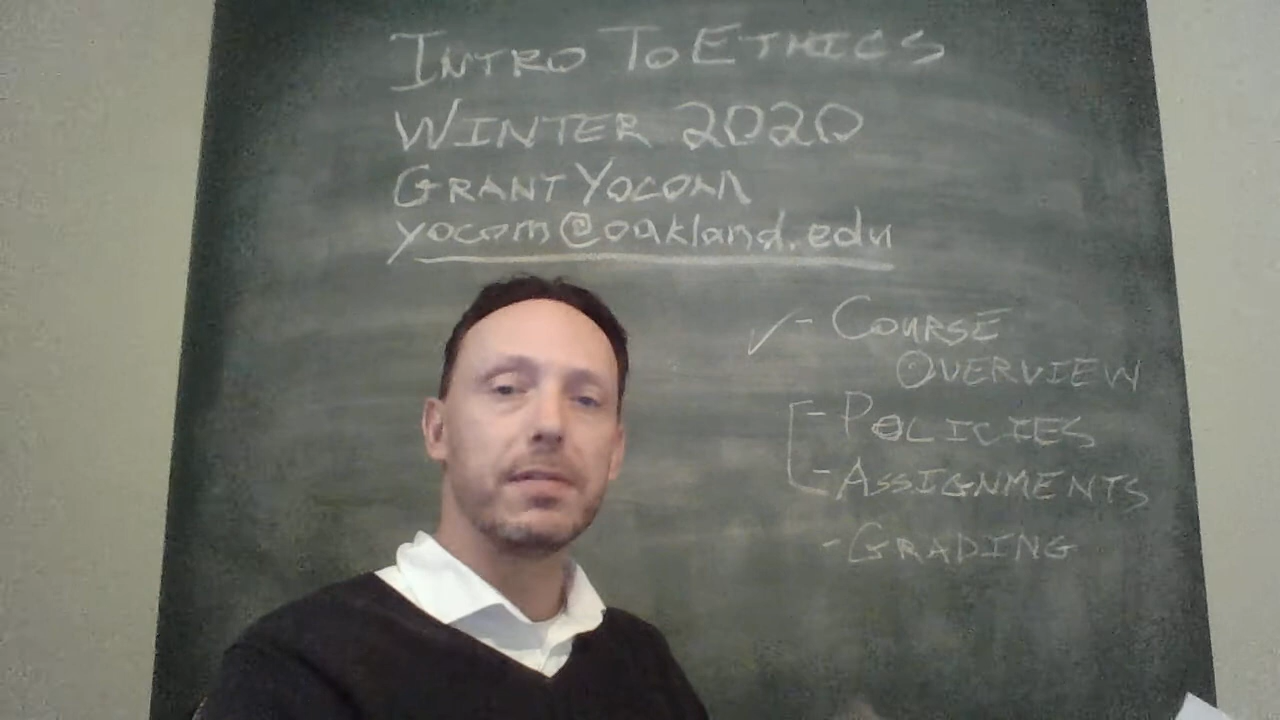 INTRO TO ETHICS
WINTER 2020
GRANT YOCOM
yocom@oakland.edu
✓ - COURSE
OVERVIEW
- POLICIES
- ASSIGNMENTS
- GRADING